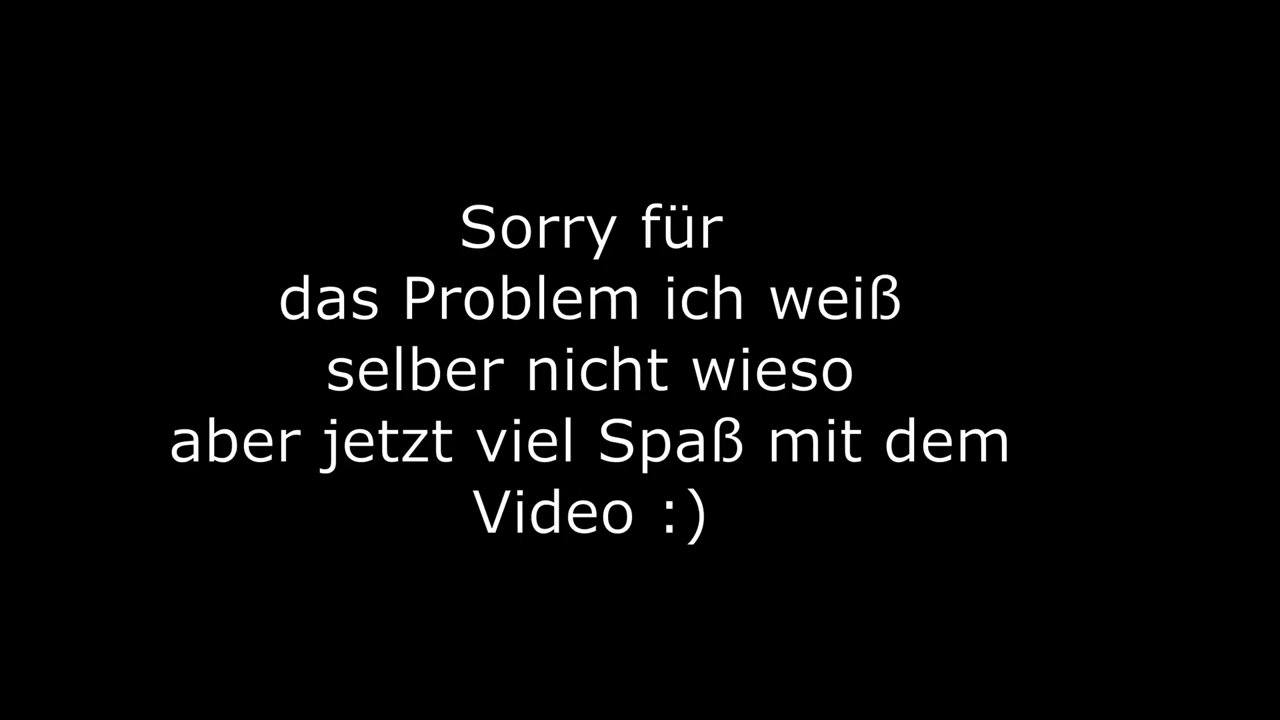 Sorry für
das Problem ich weiß
selber nicht wieso
aber jetzt viel Spaß mit dem
Video :)